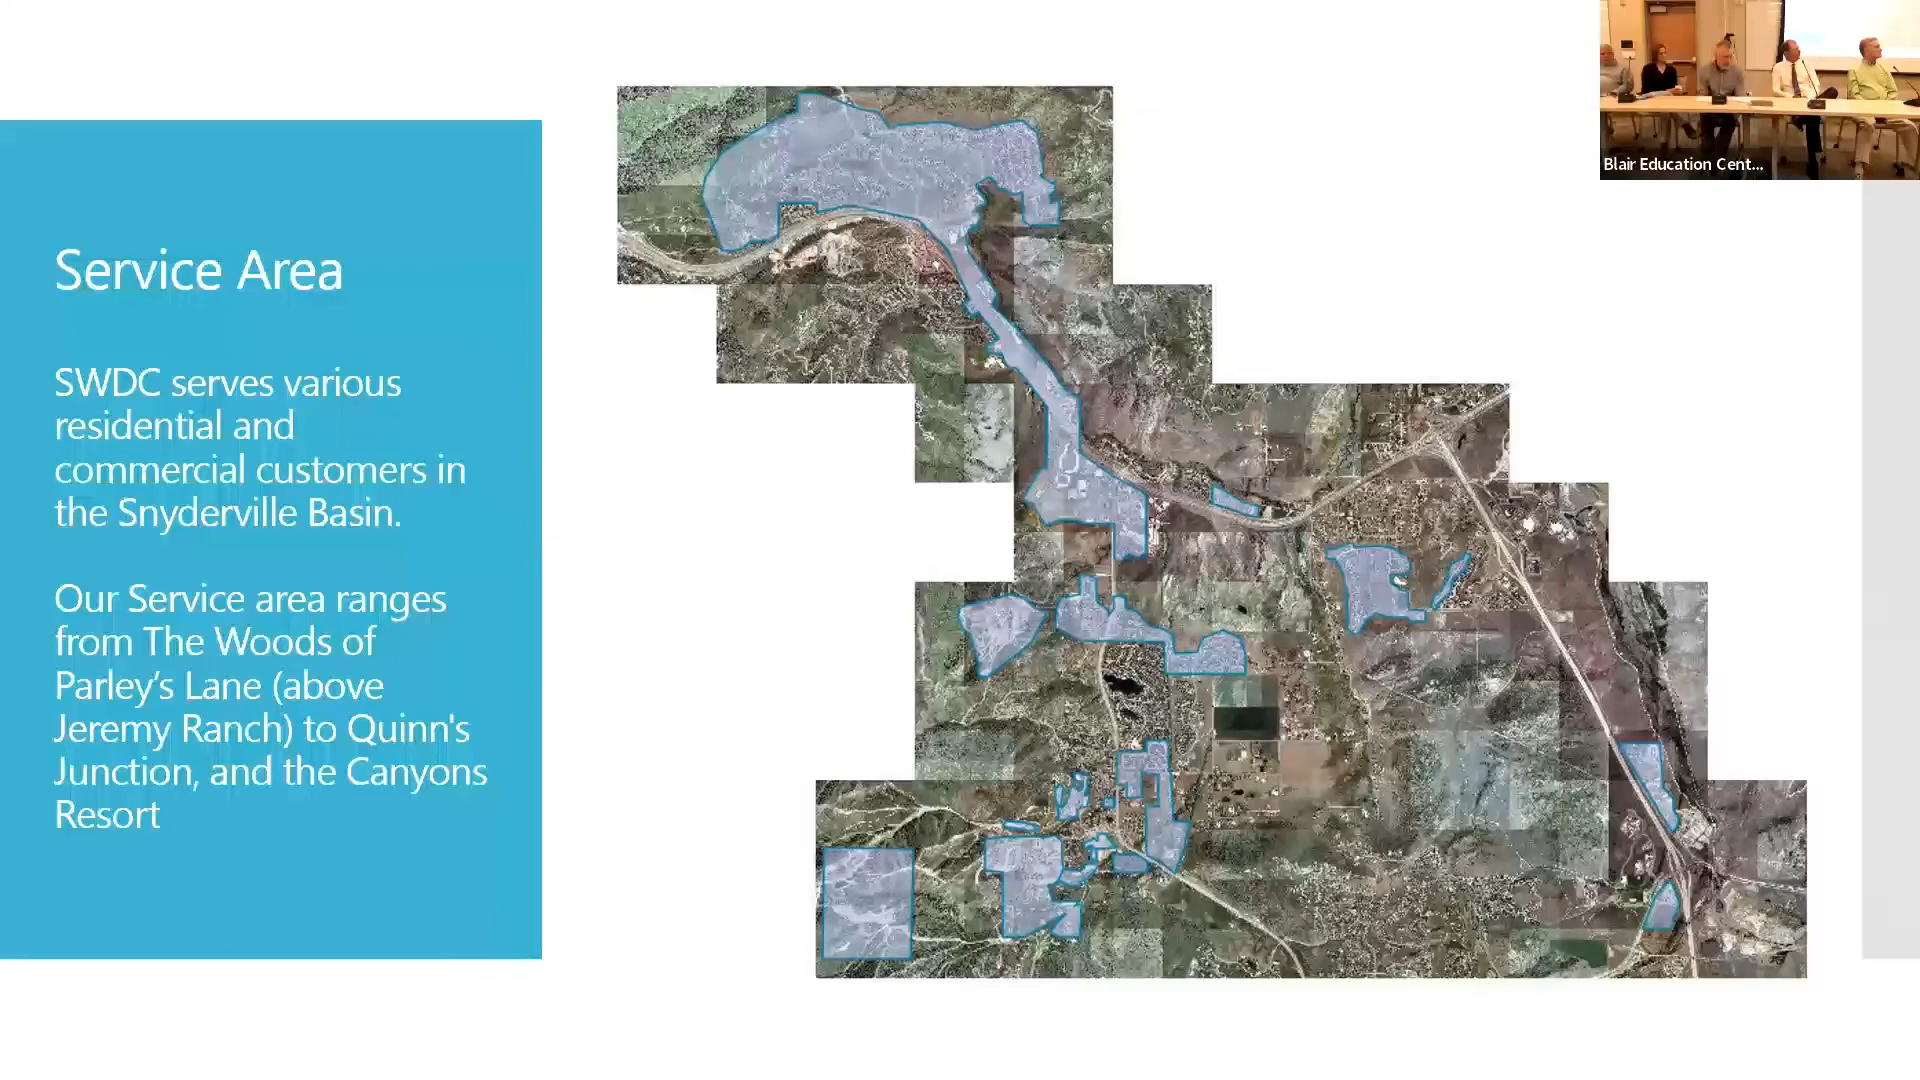 Service Area
SWDC serves various
residential and
commercial customers in
the Snyderville Basin.
Our Service area ranges
from The Woods of
Parley’s Lane (above
Jeremy Ranch) to Quinn's
Junction, and the Canyons
Resort
Blair Education Cent...